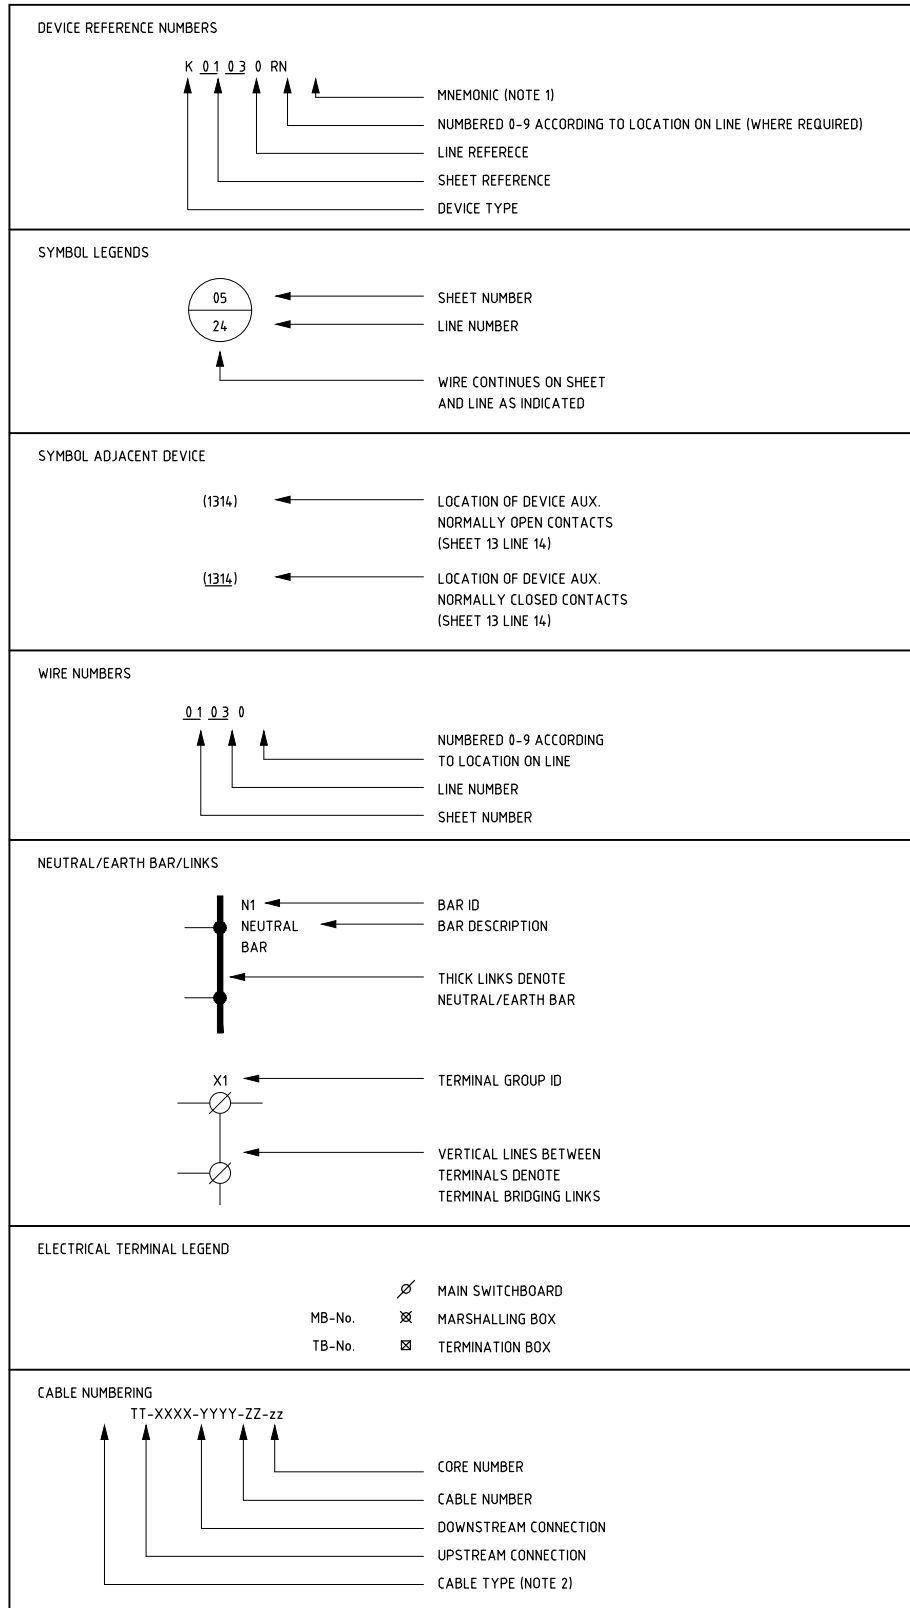 DEVICE REFERENCE NUMBERS
K 01 03 0 RN
MNEMONIC (NOTE 1)
NUMBERED 0-9 ACCORDING TO LOCATION ON LINE (WHERE REQUIRED)
LINE REFERECE
SHEET REFERENCE
DEVICE TYPE
SYMBOL LEGENDS
05
SHEET NUMBER
24
LINE NUMBER
WIRE CONTINUES ON SHEET
AND LINE AS INDICATED
SYMBOL ADJACENT DEVICE
(1314)
LOCATION OF DEVICE AUX.
NORMALLY OPEN CONTACTS
(SHEET 13 LINE 14)
(1314)
LOCATION OF DEVICE AUX.
NORMALLY CLOSED CONTACTS
(SHEET 13 LINE 14)
WIRE NUMBERS
01 03 0
NUMBERED 0-9 ACCORDING
TO LOCATION ON LINE
LINE NUMBER
SHEET NUMBER
NEUTRAL/EARTH BAR/LINKS
N1
BAR ID
NEUTRAL
BAR
BAR DESCRIPTION
THICK LINKS DENOTE
NEUTRAL/EARTH BAR
X1
TERMINAL GROUP ID
VERTICAL LINES BETWEEN
TERMINALS DENOTE
TERMINAL BRIDGING LINKS
ELECTRICAL TERMINAL LEGEND
MAIN SWITCHBOARD
MB-No. MARSHALLING BOX
TB-No. TERMINATION BOX
CABLE NUMBERING
TT-XXXX-YYYY-ZZ-zz
CORE NUMBER
CABLE NUMBER
DOWNSTREAM CONNECTION
UPSTREAM CONNECTION
CABLE TYPE (NOTE 2)